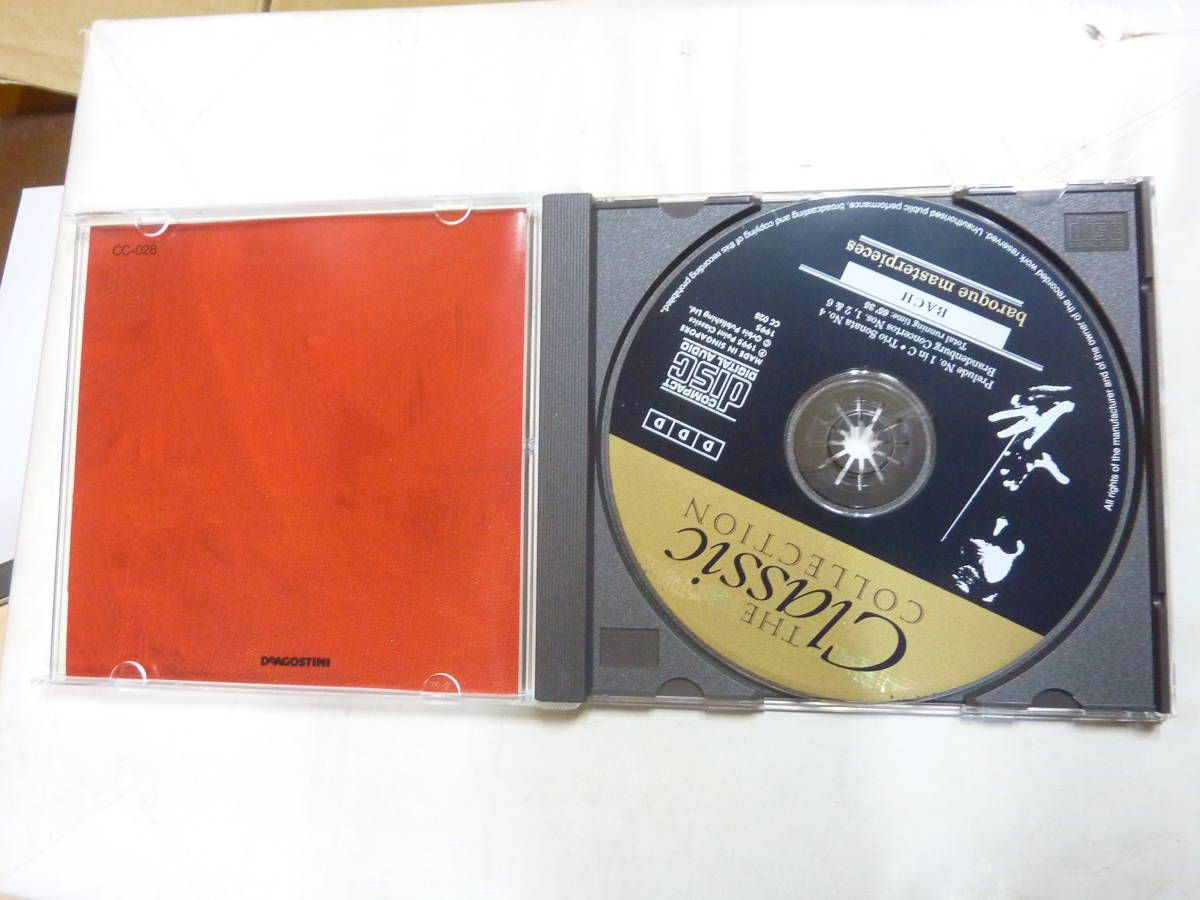 CC-028
DeAGOSTINI
THE
Classic
COLLECTION
D D D
COMPACT
disc
DIGITAL AUDIO
MADE IN SINGAPORE
℗ 1995 Point Classics
© Orbis Publishing Ltd.
1995
CC 028
baroque masterpieces
BACH
Prelude No. 1 in C • Trio Sonata No. 4
Brandenburg Concertos Nos. 1, 2 & 6
Total running time: 60' 55
All rights of the manufacturer and of the owner of the recorded work reserved. Unauthorised public performance, broadcasting and copying of this recording prohibited.
disc